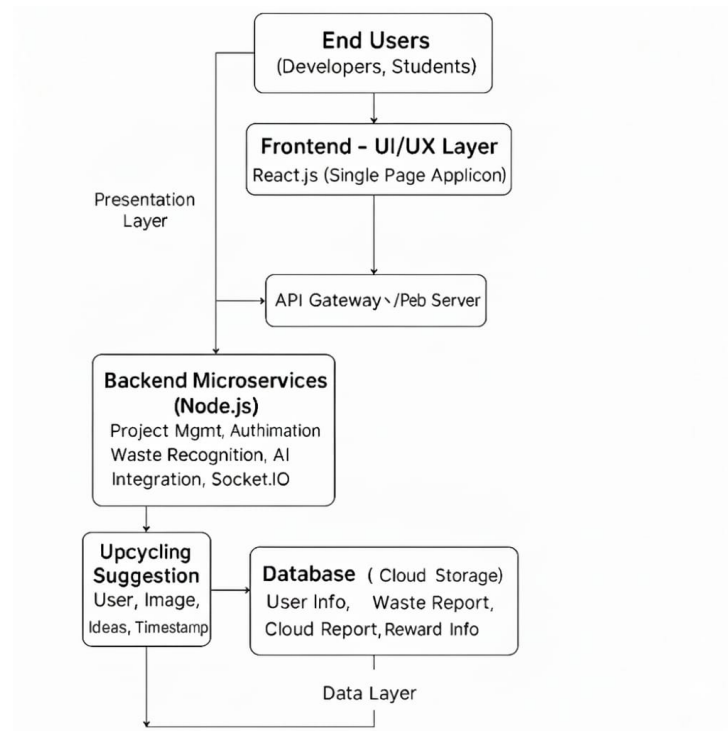 End Users
(Developers, Students)
Frontend - UI/UX Layer
React.js (Single Page Applicon)
Presentation
Layer
API Gateway、/Peb Server
Backend Microservices
(Node.js)
Project Mgmt, Authimation
Waste Recognition, AI
Integration, Socket.IO
Upcycling
Suggestion
User, Image,
Ideas, Timestamp
Database ( Cloud Storage)
User Info, Waste Report,
Cloud Report, Reward Info
Data Layer